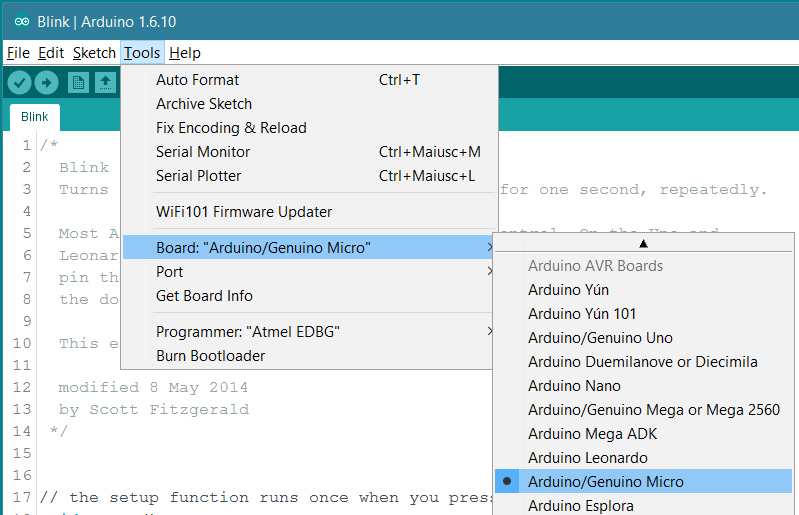 Blink | Arduino 1.6.10
File Edit Sketch Tools Help
Blink
Auto Format Ctrl+T
Archive Sketch
Fix Encoding & Reload
Serial Monitor Ctrl+Maiusc+M
Serial Plotter Ctrl+Maiusc+L
WiFi101 Firmware Updater
Board: "Arduino/Genuino Micro"
Port
Get Board Info
Programmer: "Atmel EDBG"
Burn Bootloader
Arduino AVR Boards
Arduino Yún
Arduino Yún 101
Arduino/Genuino Uno
Arduino Duemilanove or Diecimila
Arduino Nano
Arduino/Genuino Mega or Mega 2560
Arduino Mega ADK
Arduino Leonardo
Arduino/Genuino Micro
Arduino Esplora
1 /*
2 Blink
3 Turns for one second, repeatedly.
4
5 Most A
6 Leonar
7 pin th
8 the do
9
10 This e
11
12 modified 8 May 2014
13 by Scott Fitzgerald
14 */
15
16
17 // the setup function runs once when you press